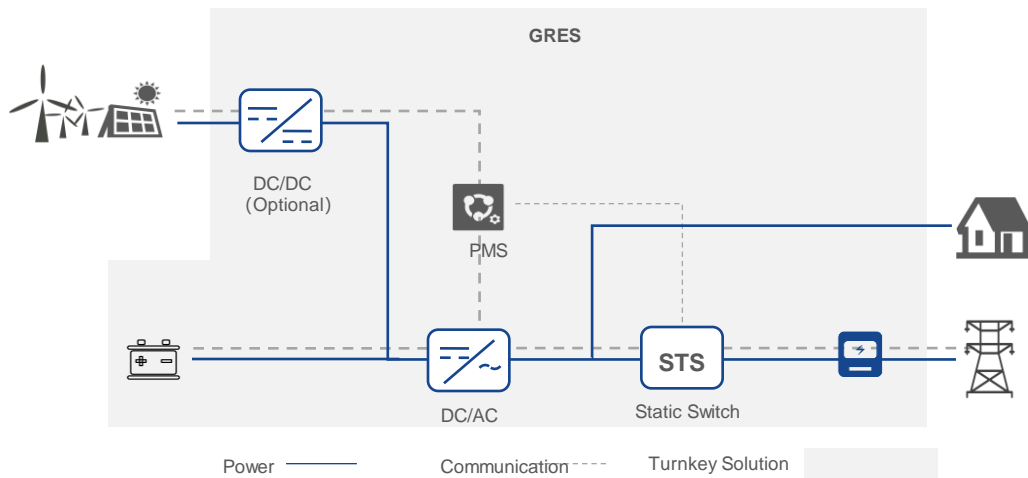 GRES
DC/DC
(Optional)
PMS
STS
DC/AC
Static Switch
Power
Communication
Turnkey Solution